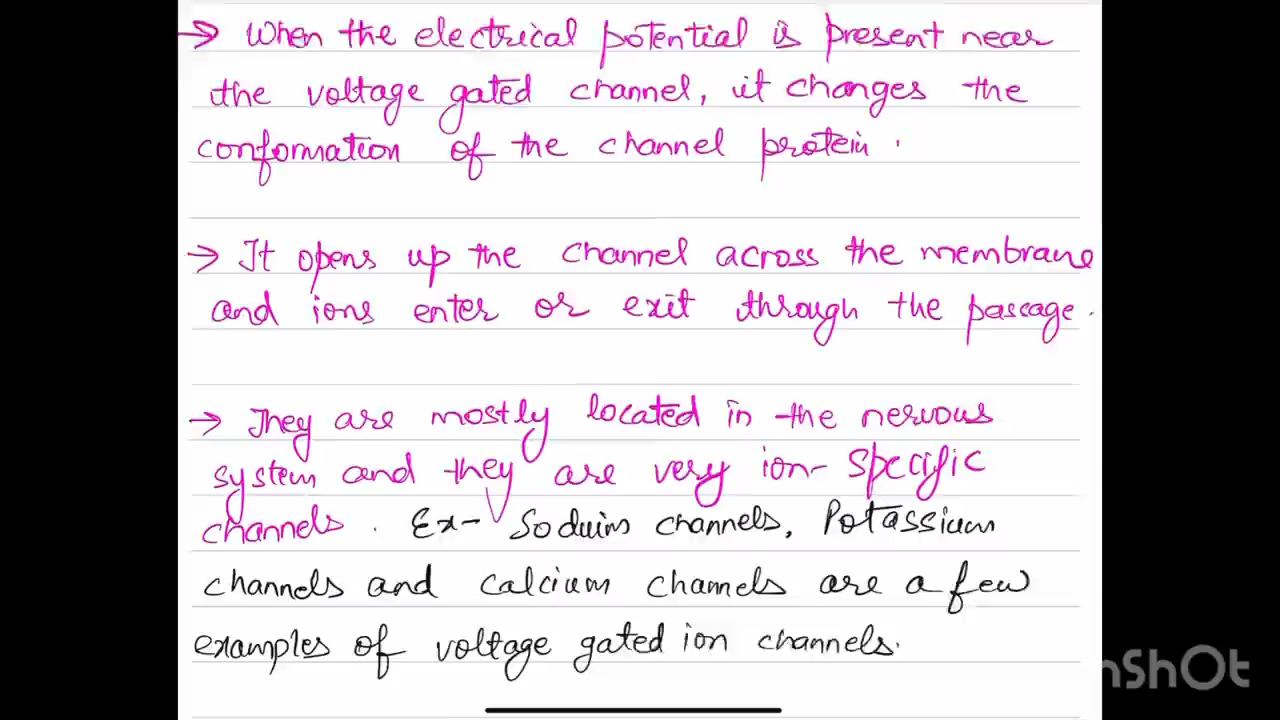 → When the electrical potential is present near
the voltage gated channel, it changes the
conformation of the channel protein.
→ It opens up the channel across the membrane
and ions enter or exit through the passage.
→ They are mostly located in the nervous
system and they are very ion-specific
channels. Ex- Soduim channels, Potassium
channels and calcium channels are a few
examples of voltage gated ion channels.
nShOt